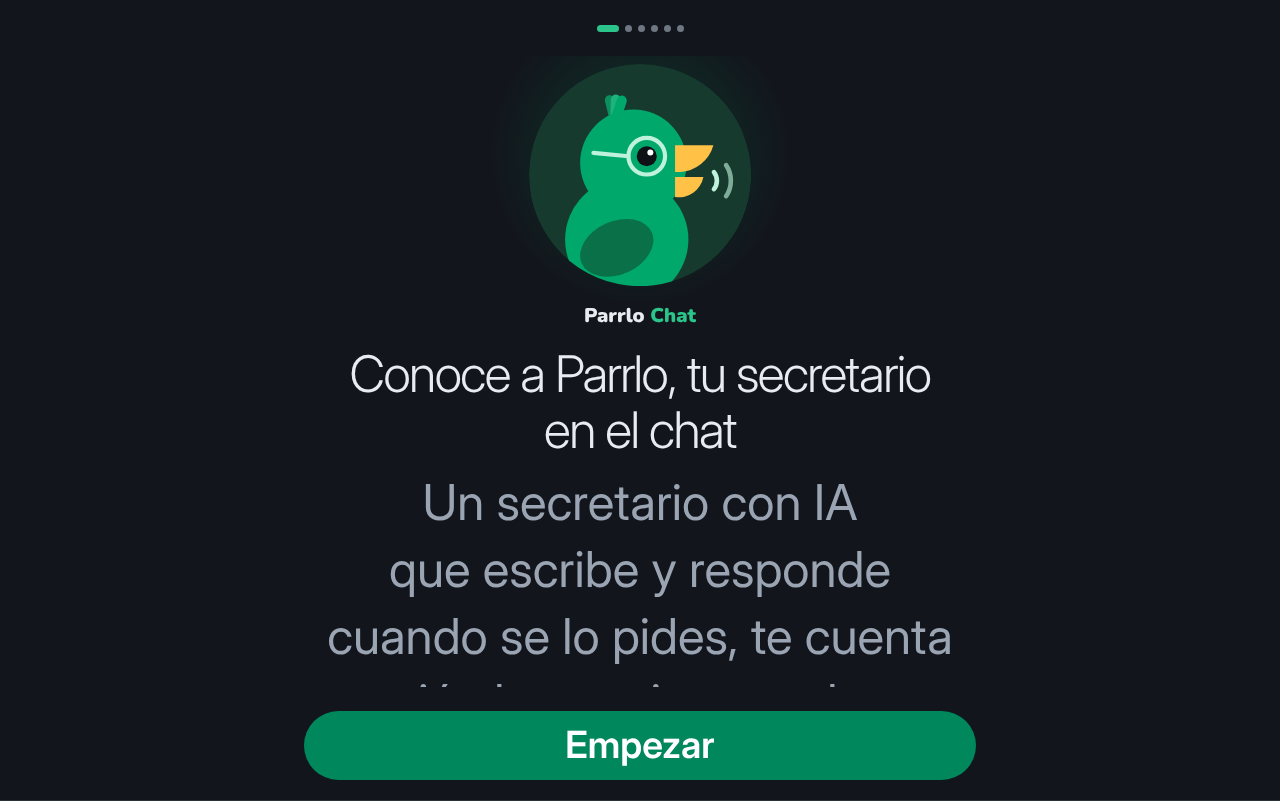 Parrlo Chat
Conoce a Parrlo, tu secretario
en el chat
Un secretario con IA
que escribe y responde
cuando se lo pides, te cuenta
Empezar